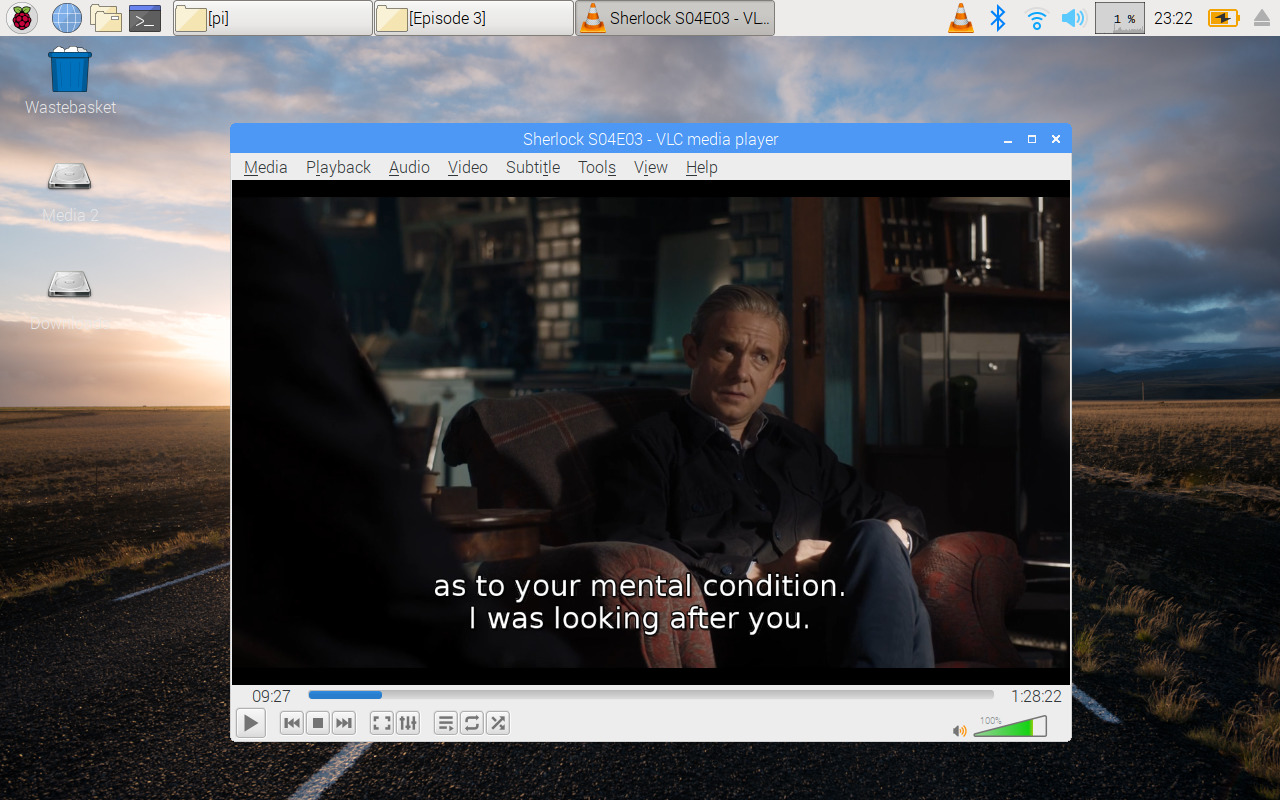 [pi]
[Episode 3]
Sherlock S04E03 - VL...
1 %
23:22
Wastebasket
Media 2
Sherlock S04E03 - VLC media player
Media Playback Audio Video Subtitle Tools View Help
as to your mental condition.
I was looking after you.
09:27
1:28:22
100%